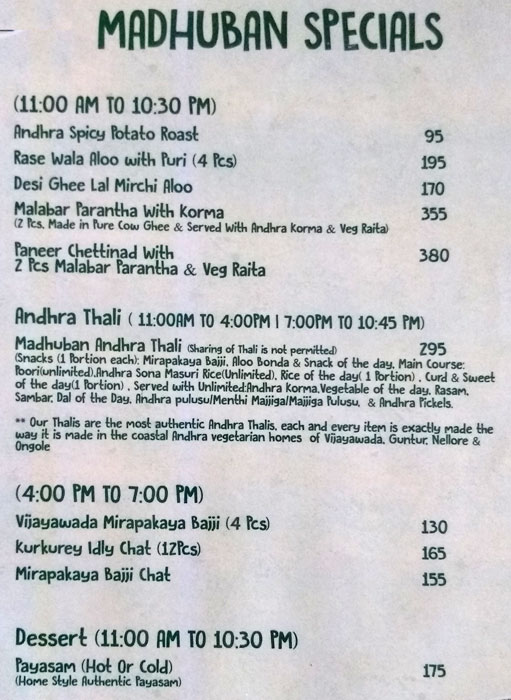 MADHUBAN SPECIALS
(11:00 AM TO 10:30 PM)
Andhra Spicy Potato Roast 95
Rase Wala Aloo with Puri (4 Pcs) 195
Desi Ghee Lal Mirchi Aloo 170
Malabar Parantha With Korma 355
(2 Pcs, Made in Pure Cow Ghee & Served With Andhra Korma & Veg Raita)
Paneer Chettinad With 380
2 Pcs Malabar Parantha & Veg Raita
Andhra Thali ( 11:00AM TO 4:00PM | 7:00PM TO 10:45 PM)
Madhuban Andhra Thali (Sharing of Thali is not permitted) 295
(Snacks (1 Portion each): Mirapakaya Bajji, Aloo Bonda & Snack of the day, Main Course:
Poori(unlimited),Andhra Sona Masuri Rice(Unlimited), Rice of the day( 1 Portion) , Curd & Sweet
of the day(1 Portion) , Served with Unlimited:Andhra Korma,Vegetable of the day, Rasam,
Sambar, Dal of the Day, Andhra pulusu/Menthi Majjiga/Majjiga Pulusu, & Andhra Pickels.
** Our Thalis are the most authentic Andhra Thalis, each and every item is exactly made the
way it is made in the coastal Andhra vegetarian homes of Vijayawada, Guntur, Nellore &
Ongole
(4:00 PM TO 7:00 PM)
Vijayawada Mirapakaya Bajji (4 Pcs) 130
Kurkurey Idly Chat (12Pcs) 165
Mirapakaya Bajji Chat 155
Dessert (11:00 AM TO 10:30 PM)
Payasam (Hot Or Cold) 175
(Home Style Authentic Payasam)